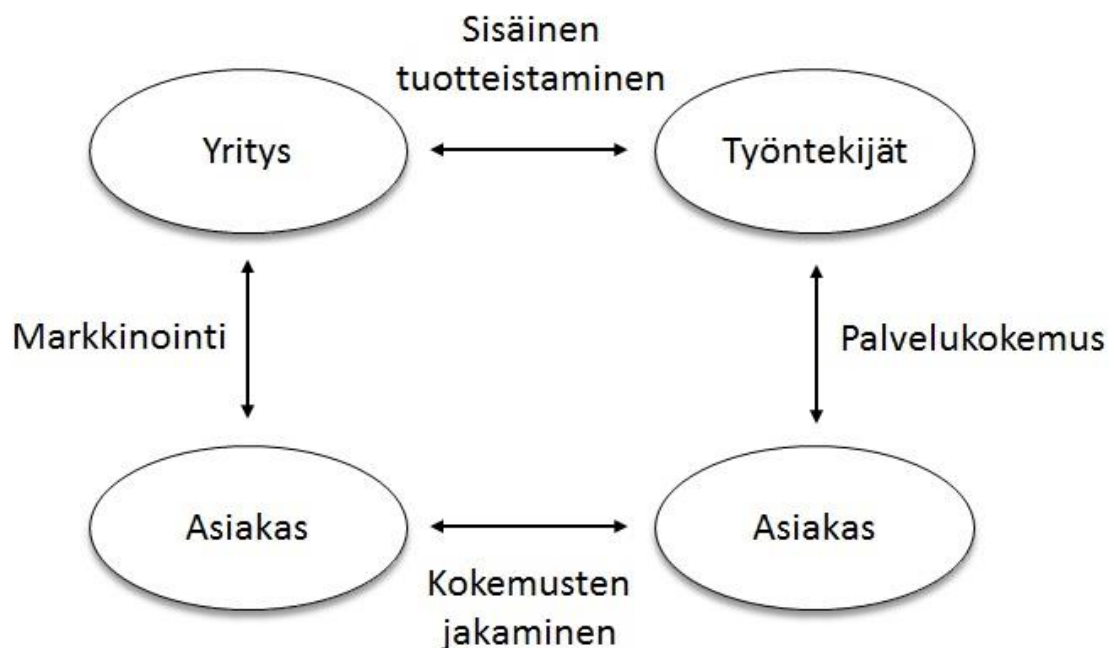 Sisäinen
tuotteistaminen
Yritys
Työntekijät
Markkinointi
Palvelukokemus
Asiakas
Asiakas
Kokemusten
jakaminen